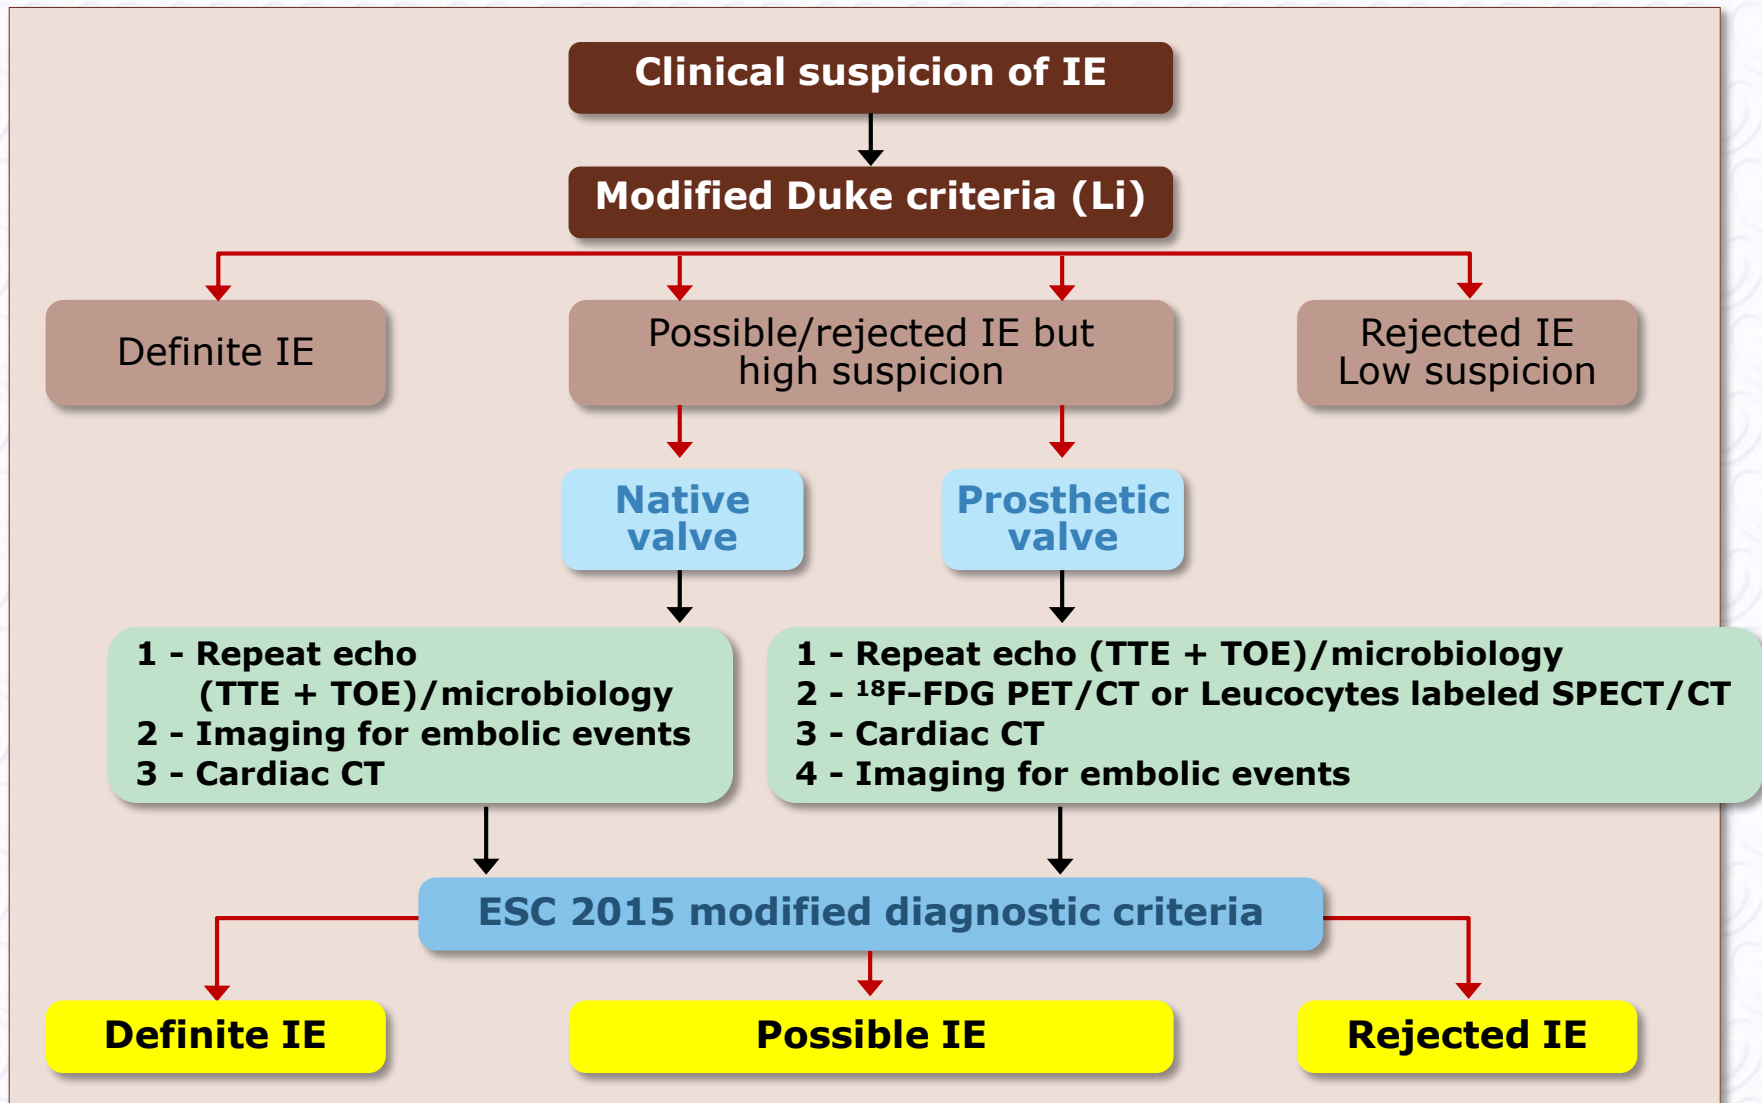 Clinical suspicion of IE
Modified Duke criteria (Li)
Definite IE
Possible/rejected IE but
high suspicion
Rejected IE
Low suspicion
Native
valve
Prosthetic
valve
1 - Repeat echo
(TTE + TOE)/microbiology
2 - Imaging for embolic events
3 - Cardiac CT
1 - Repeat echo (TTE + TOE)/microbiology
2 - ¹⁸F-FDG PET/CT or Leucocytes labeled SPECT/CT
3 - Cardiac CT
4 - Imaging for embolic events
ESC 2015 modified diagnostic criteria
Definite IE
Possible IE
Rejected IE